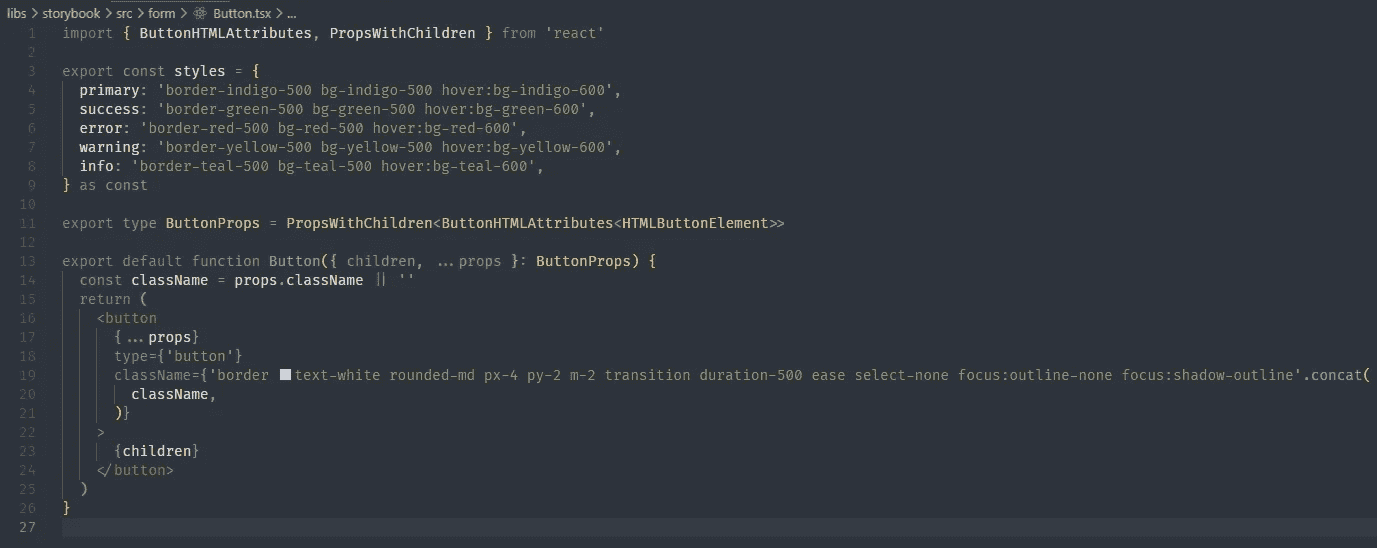 libs > storybook > src > form > Button.tsx > ...
1 import { ButtonHTMLAttributes, PropsWithChildren } from 'react'
2
3 export const styles = {
4 primary: 'border-indigo-500 bg-indigo-500 hover:bg-indigo-600',
5 success: 'border-green-500 bg-green-500 hover:bg-green-600',
6 error: 'border-red-500 bg-red-500 hover:bg-red-600',
7 warning: 'border-yellow-500 bg-yellow-500 hover:bg-yellow-600',
8 info: 'border-teal-500 bg-teal-500 hover:bg-teal-600',
9 } as const
10
11 export type ButtonProps = PropsWithChildren<ButtonHTMLAttributes<HTMLButtonElement>>
12
13 export default function Button({ children, ...props }: ButtonProps) {
14 const className = props.className || ''
15 return (
16 <button
17 {...props}
18 type={'button'}
19 className={'border text-white rounded-md px-4 py-2 m-2 transition duration-500 ease select-none focus:outline-none focus:shadow-outline'.concat(
20 className,
21 )}
22 >
23 {children}
24 </button>
25 )
26 }
27